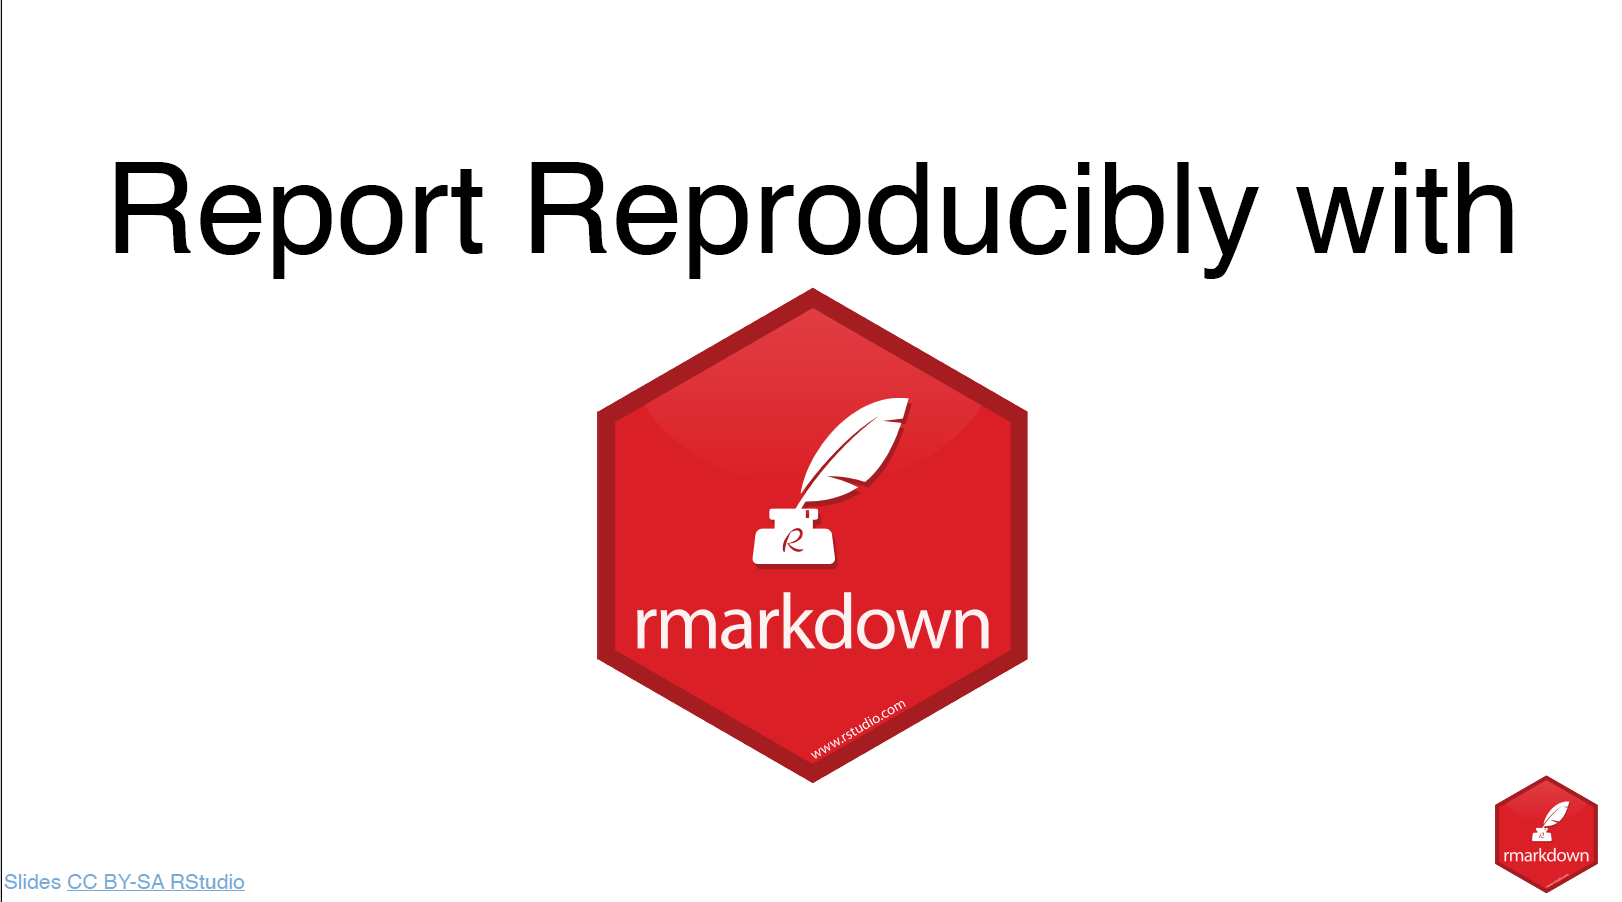 Report Reproducibly with
R
rmarkdown
www.rstudio.com
R
rmarkdown
Slides CC BY-SA RStudio